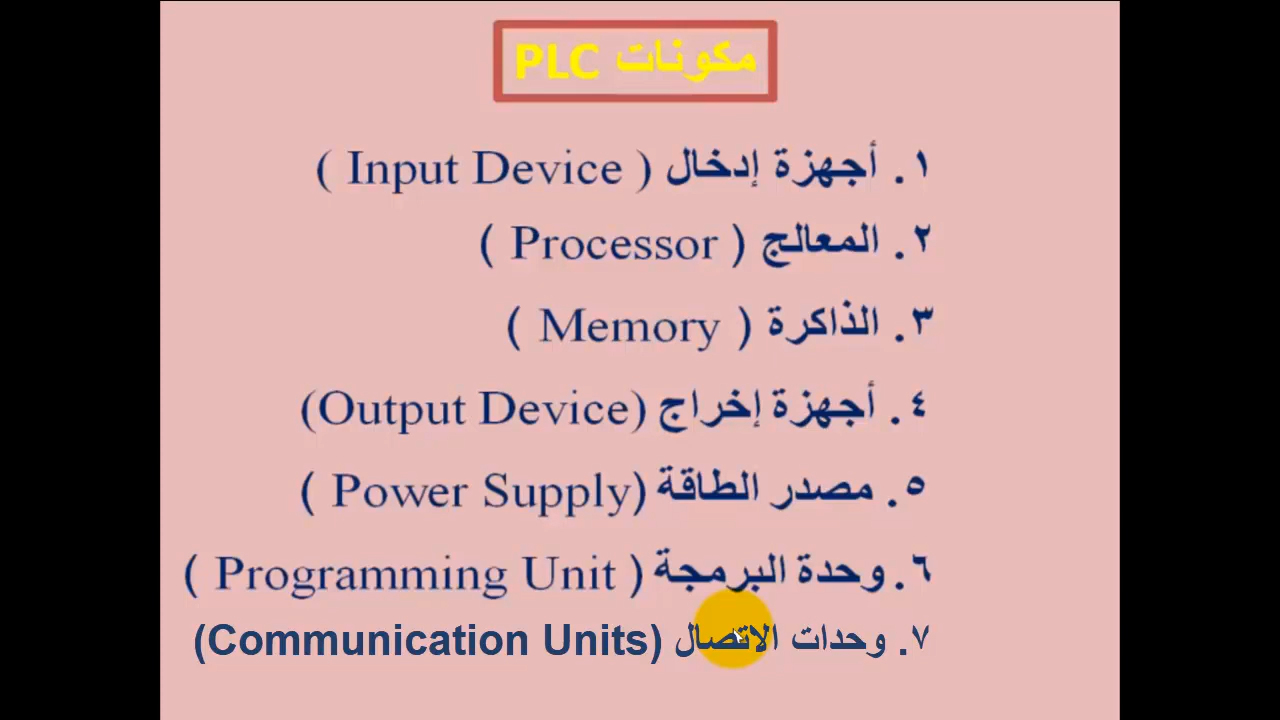 مكونات PLC
١. أجهزة إدخال ( Input Device )
٢. المعالج ( Processor )
٣. الذاكرة ( Memory )
٤. أجهزة إخراج (Output Device)
٥. مصدر الطاقة (Power Supply )
٦. وحدة البرمجة ( Programming Unit )
٧. وحدات الاتصال (Communication Units)